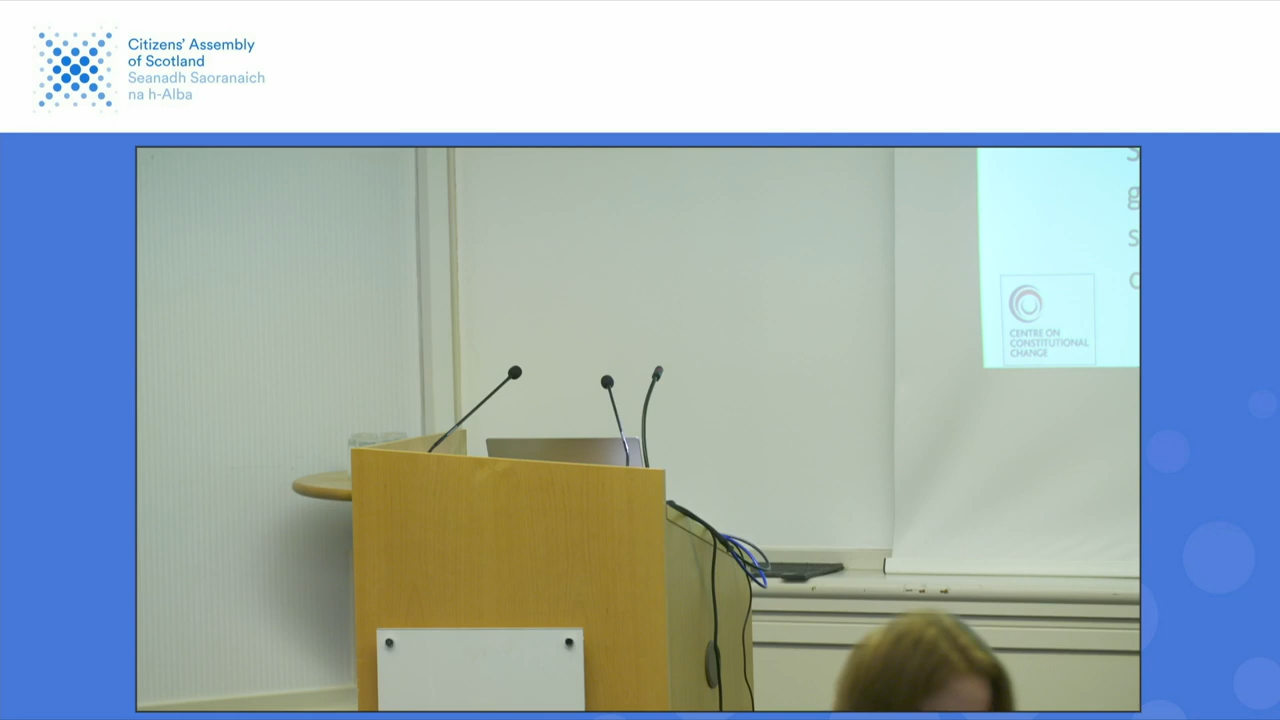 Citizens' Assembly
of Scotland
Seanadh Saoranaich
na h-Alba
g
s
CENTRE ON
CONSTITUTIONAL
CHANGE